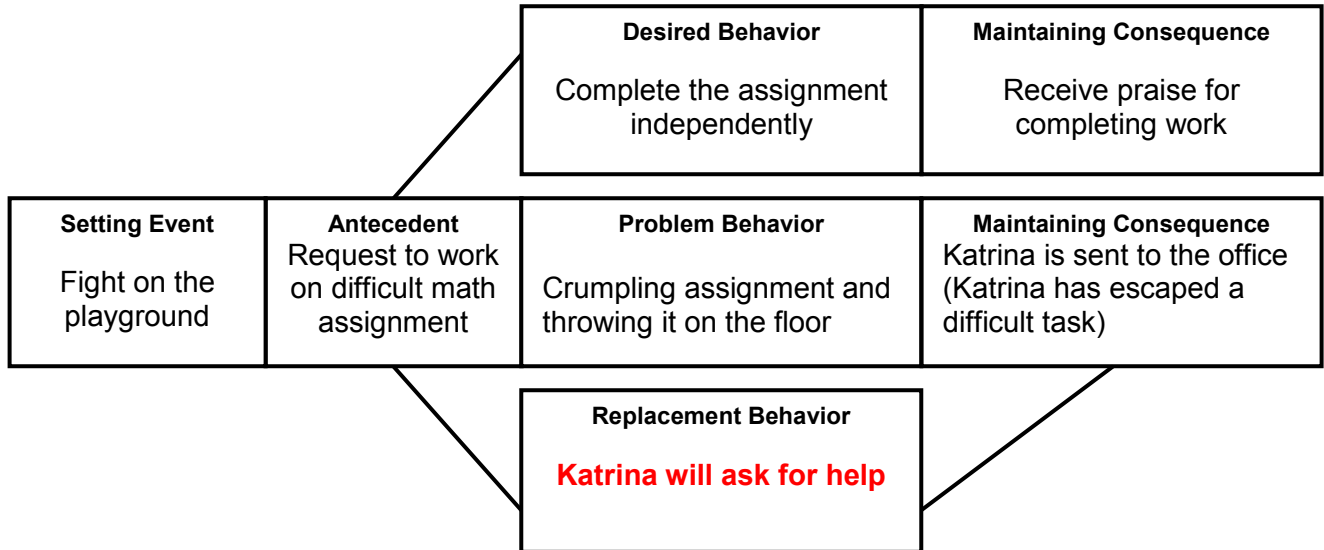 Desired Behavior
Complete the assignment
independently
Maintaining Consequence
Receive praise for
completing work
Setting Event
Fight on the
playground
Antecedent
Request to work
on difficult math
assignment
Problem Behavior
Crumpling assignment and
throwing it on the floor
Maintaining Consequence
Katrina is sent to the office
(Katrina has escaped a
difficult task)
Replacement Behavior
Katrina will ask for help